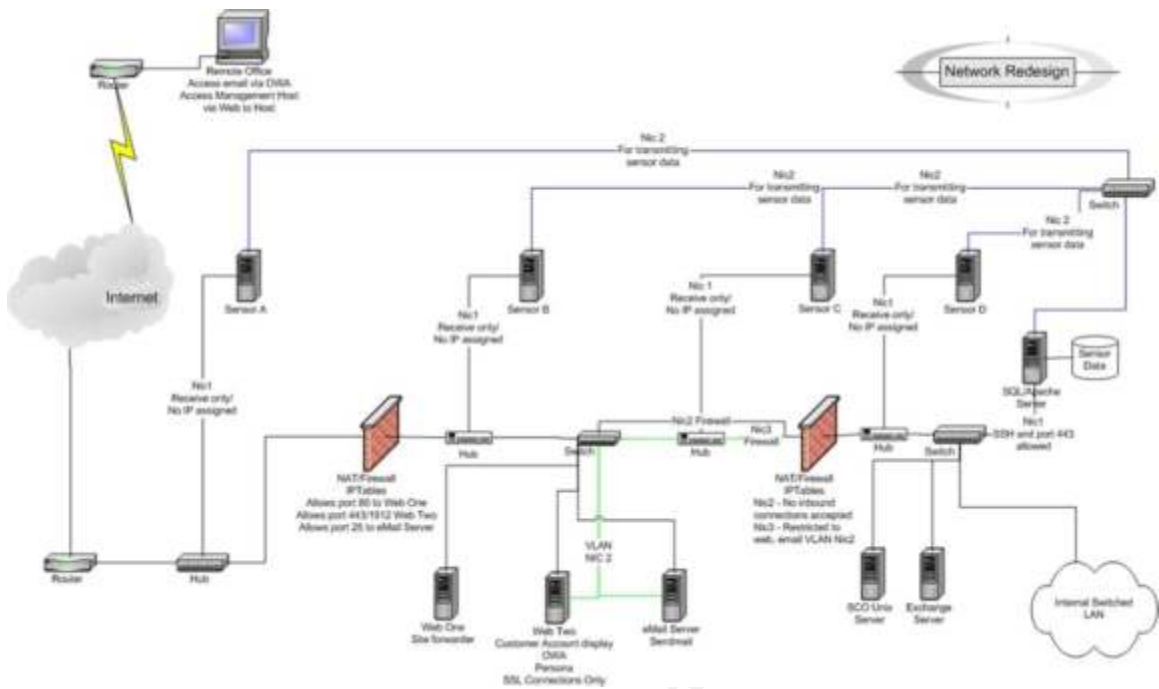 Network Redesign
Router
Remote Office
Access email via OWA
Access Management Host
via Web to Host
Nic 2
For transmitting
sensor data
Nic2
For transmitting
sensor data
Nic2
For transmitting
sensor data
Switch
Nic 2
For transmitting
sensor data
Internet
Sensor A
Sensor B
Sensor C
Sensor D
Nic1
Receive only/
No IP assigned
Nic1
Receive only/
No IP assigned
Nic 1
Receive only/
No IP assigned
Nic1
Receive only/
No IP assigned
Sensor
Data
SQL/Apache
Server
Nic1
SSH and port 443
allowed
Nic2 Firewall
Nic3
Firewall
Hub
Switch
Hub
Hub
Switch
NAT/Firewall
IPTables
Allows port 80 to Web One
Allows port 443/1812 Web Two
Allows port 25 to eMail Server
NAT/Firewall
IPTables
Nic2 - No inbound
connections accepted
Nic3 - Restricted to
web, email VLAN Nic2
VLAN
NIC 2
Router
Hub
Web One
Site forwarder
Web Two
Customer Account display
OWA
Persona
SSL Connections Only
eMail Server
Sendmail
SCO Unix
Server
Exchange
Server
Internal Switched
LAN